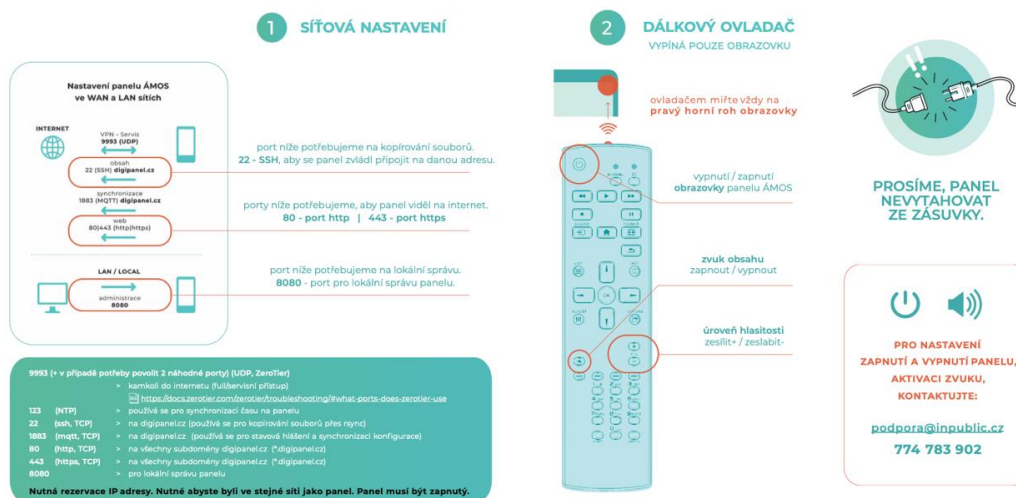 1 SÍŤOVÁ NASTAVENÍ
Nastavení panelu ÁMOS
ve WAN a LAN sítích
INTERNET
VPN - Servis
9993 (UDP)
obsah
22 (SSH) digipanel.cz
synchronizace
1883 (MQTT) digipanel.cz
web
80|443 (http|https)
LAN / LOCAL
administrace
8080
port níže potřebujeme na kopírování souborů.
22 - SSH, aby se panel zvládl připojit na danou adresu.
porty níže potřebujeme, aby panel viděl na internet.
80 - port http | 443 - port https
port níže potřebujeme na lokální správu.
8080 - port pro lokální správu panelu.
9993 (+ v případě potřeby povolit 2 náhodné porty) (UDP, ZeroTier)
> kamkoli do internetu (full/servisní přístup)
https://docs.zerotier.com/zerotier/troubleshooting/#what-ports-does-zerotier-use
123 (NTP) > používá se pro synchronizaci času na panelu
22 (ssh, TCP) > na digipanel.cz (používá se pro kopírování souborů přes rsync)
1883 (mqtt, TCP) > na digipanel.cz (používá se pro stavová hlášení a synchronizaci konfigurace)
80 (http, TCP) > na všechny subdomény digipanel.cz (*.digipanel.cz)
443 (https, TCP) > na všechny subdomény digipanel.cz (*.digipanel.cz)
8080 > pro lokální správu panelu
Nutná rezervace IP adresy. Nutné abyste byli ve stejné síti jako panel. Panel musí být zapnutý.
2 DÁLKOVÝ OVLADAČ
VYPÍNÁ POUZE OBRAZOVKU
ovladačem miřte vždy na
pravý horní roh obrazovky
vypnutí / zapnutí
obrazovky panelu ÁMOS
zvuk obsahu
zapnout / vypnout
úroveň hlasitosti
zesílit+ / zeslabit-
OK
!!
PROSÍME, PANEL
NEVYTAHOVAT
ZE ZÁSUVKY.
PRO NASTAVENÍ
ZAPNUTÍ A VYPNUTÍ PANELU,
AKTIVACI ZVUKU,
KONTAKTUJTE:
podpora@inpublic.cz
774 783 902